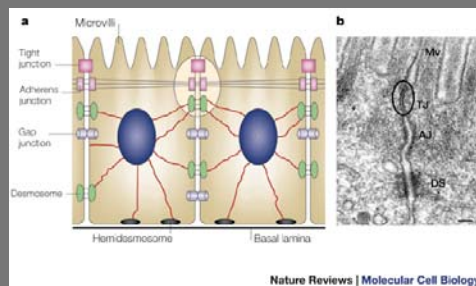 a
Microvilli
Tight
junction
Adherens
junction
Gap
junction
Desmosome
Hemidesmosome
Basal lamina
b
Mv
TJ
AJ
DS
Nature Reviews | Molecular Cell Biology